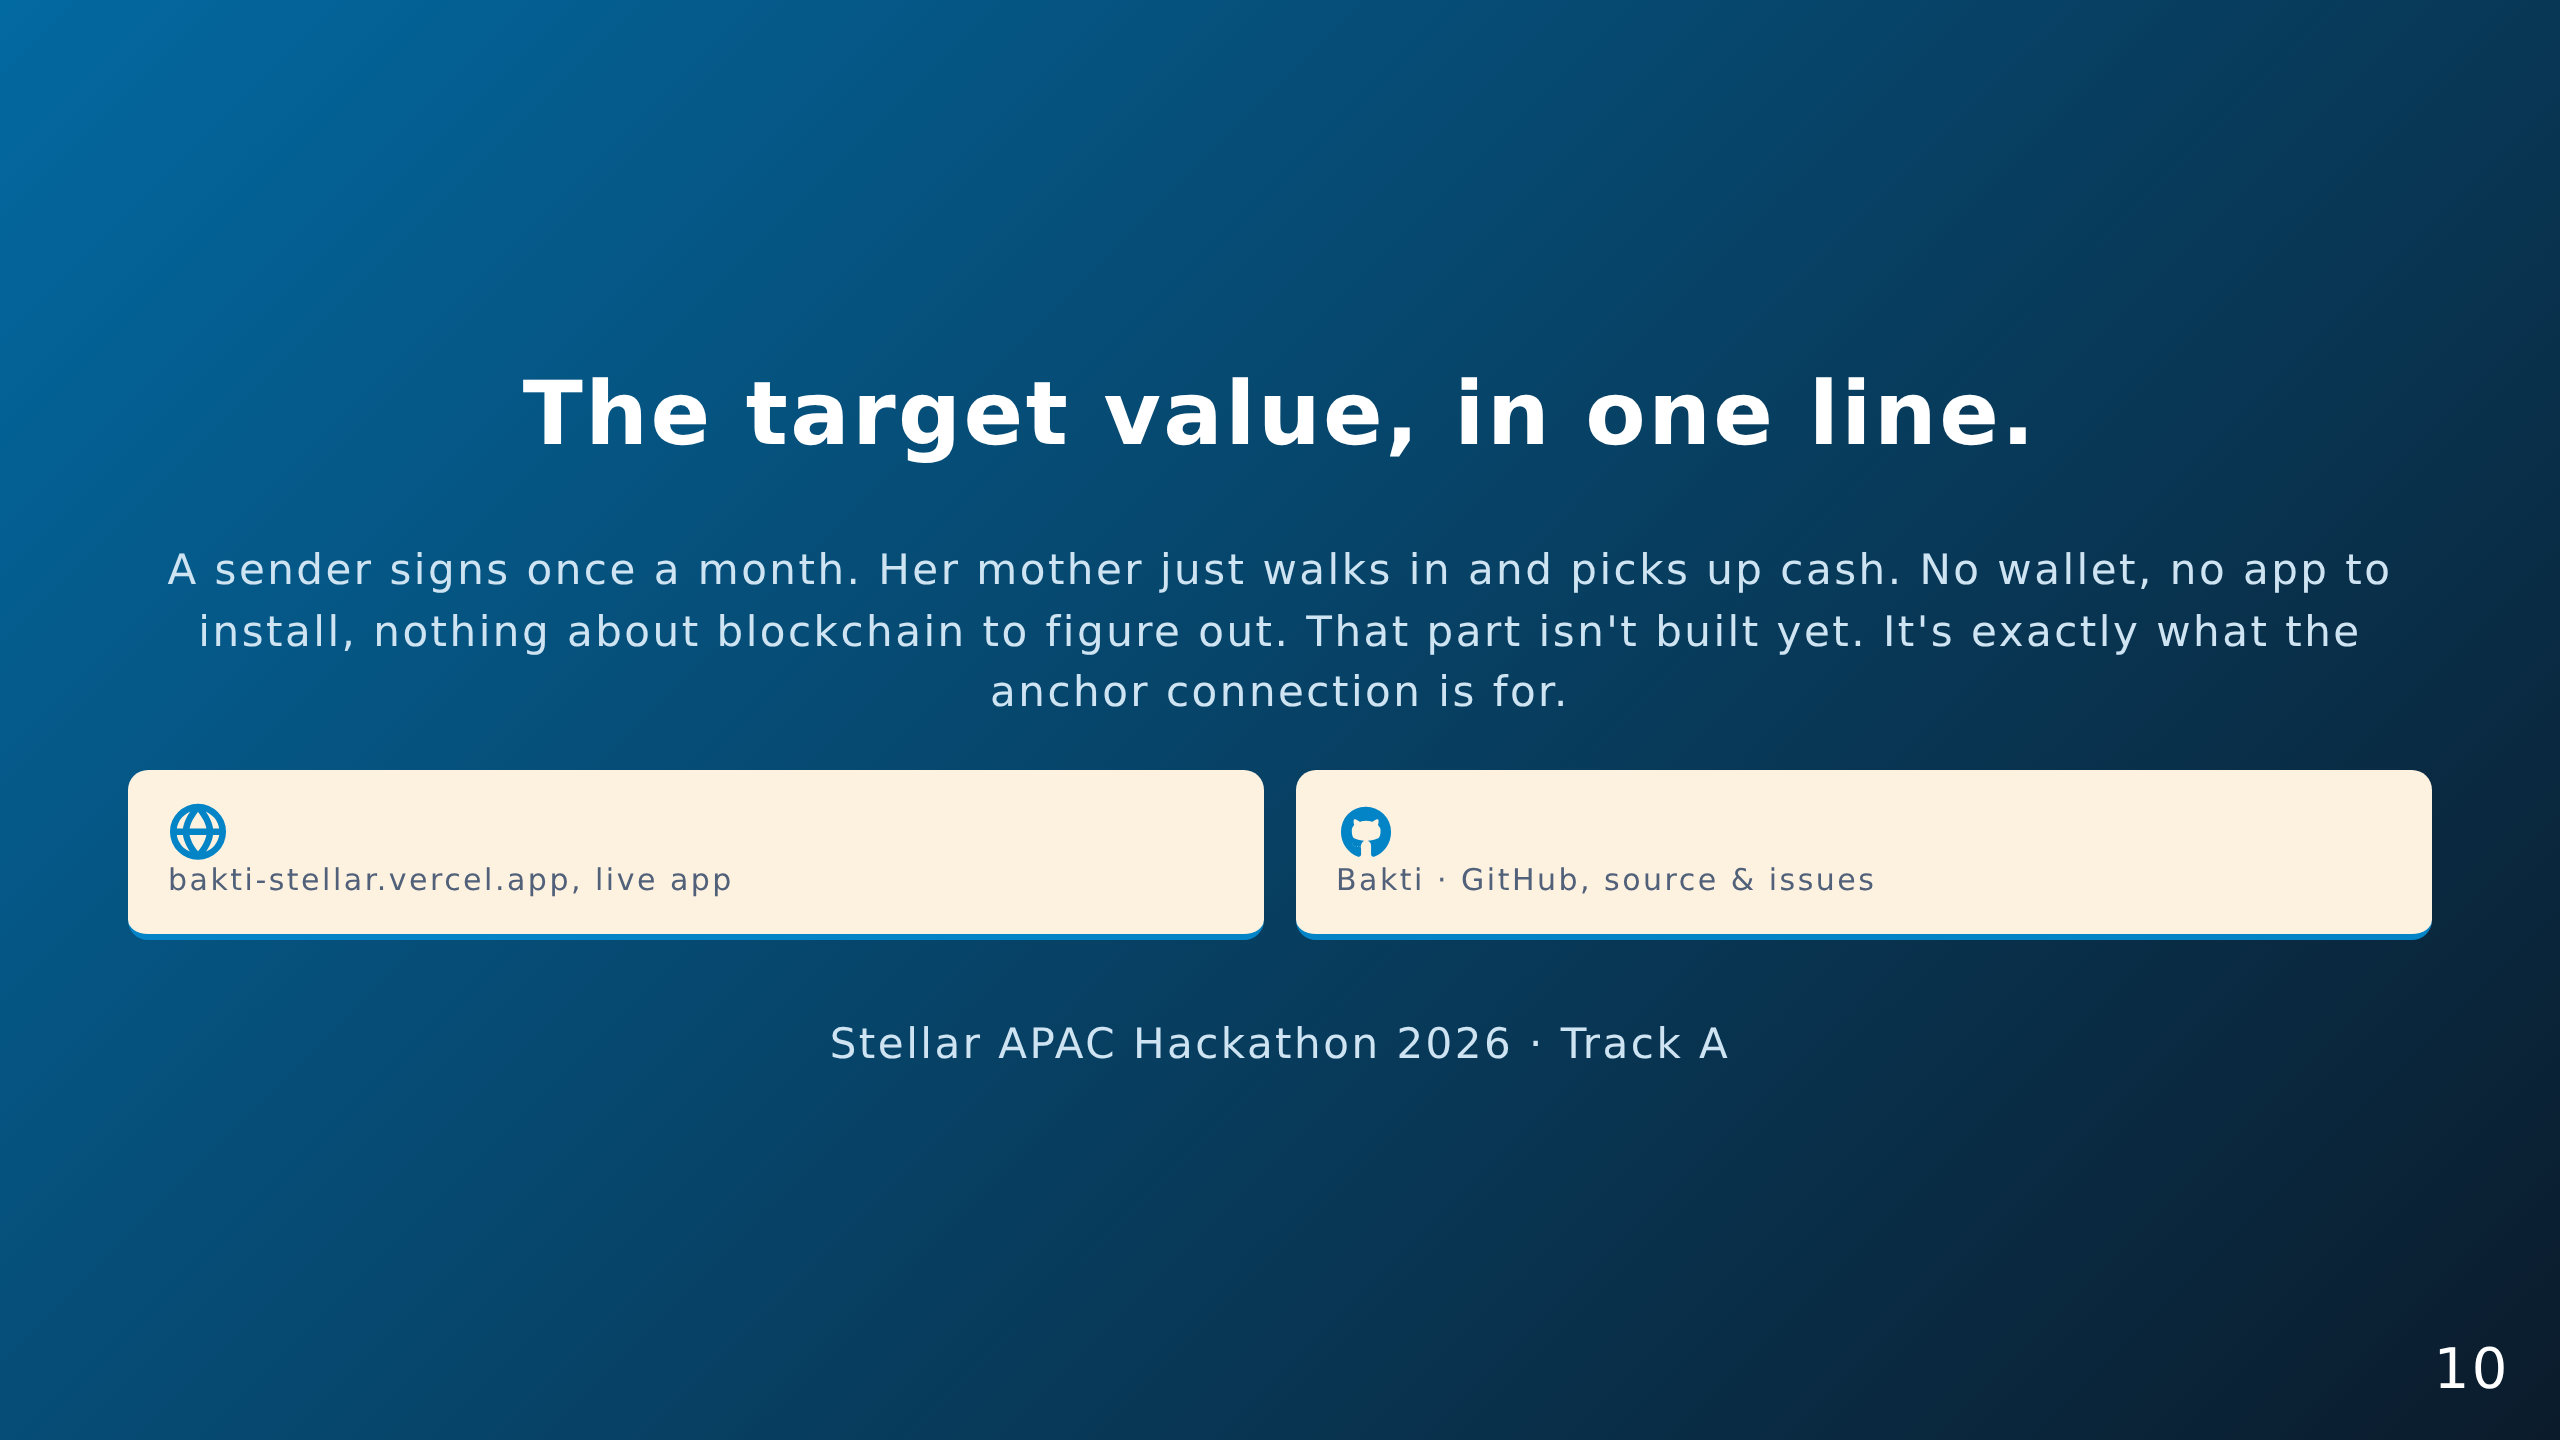 The target value, in one line.
A sender signs once a month. Her mother just walks in and picks up cash. No wallet, no app to
install, nothing about blockchain to figure out. That part isn't built yet. It's exactly what the
anchor connection is for.
bakti-stellar.vercel.app, live app
Bakti · GitHub, source & issues
Stellar APAC Hackathon 2026 · Track A
10